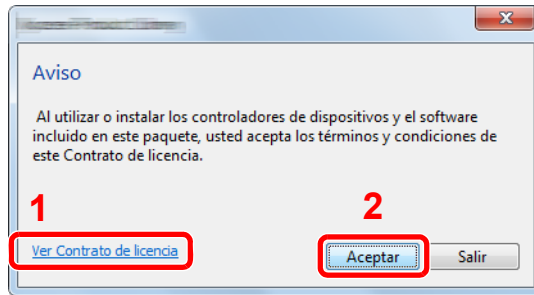 Aviso
Al utilizar o instalar los controladores de dispositivos y el software
incluido en este paquete, usted acepta los términos y condiciones de
este Contrato de licencia.
1
2
Ver Contrato de licencia
Aceptar
Salir